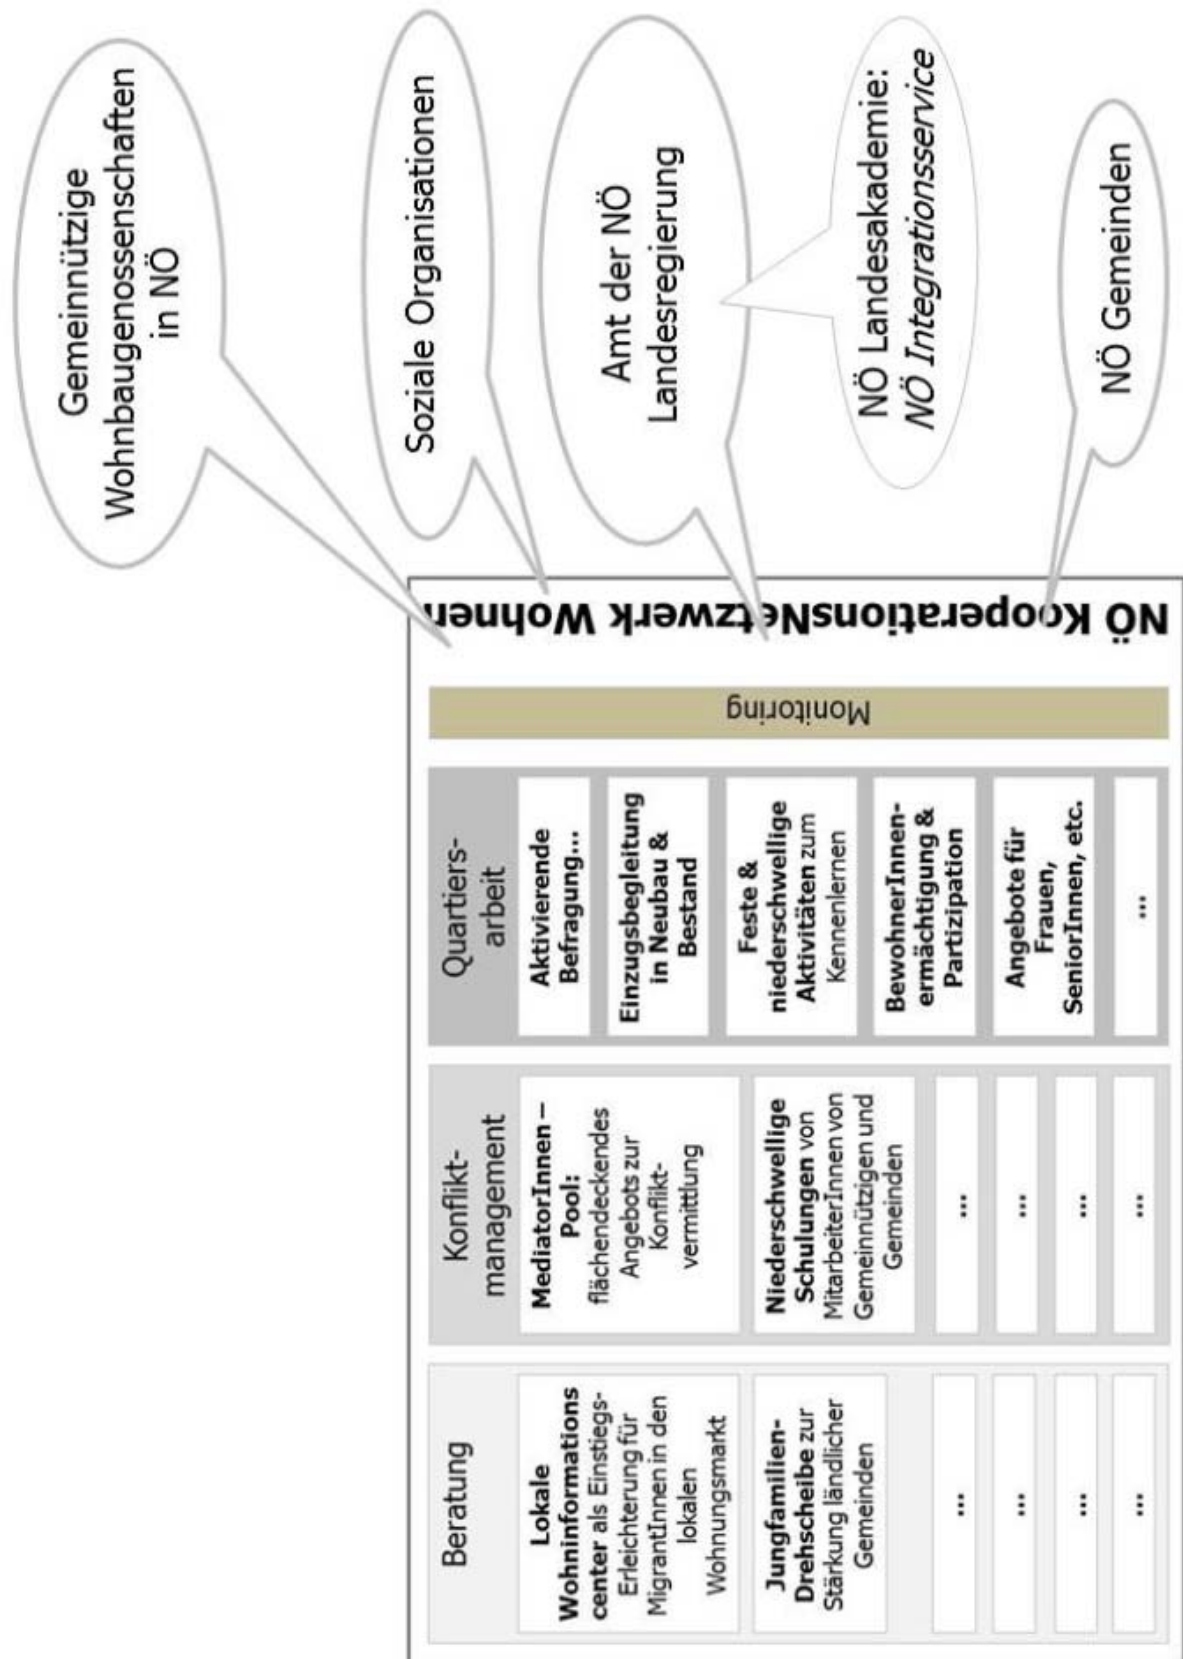 Gemeinnützige
Wohnbaugenossenschaften
in NÖ
Soziale Organisationen
Amt der NÖ
Landesregierung
NÖ Landesakademie:
NÖ Integrationsservice
NÖ Gemeinden
NÖ KooperationsNetzwerk Wohnen
Monitoring
Quartiers-
arbeit
Aktivierende
Befragung...
Einzugsbegleitung
in Neubau &
Bestand
Feste &
niederschwellige
Aktivitäten zum
Kennenlernen
BewohnerInnen-
ermächtigung &
Partizipation
Angebote für
Frauen,
SeniorInnen, etc.
...
Konflikt-
management
MediatorInnen –
Pool:
flächendeckendes
Angebots zur
Konflikt-
vermittlung
Niederschwellige
Schulungen von
MitarbeiterInnen von
Gemeinnützigen und
Gemeinden
...
...
...
...
Beratung
Lokale
Wohninformations
center als Einstiegs-
Erleichterung für
MigrantInnen in den
lokalen
Wohnungsmarkt
Jungfamilien-
Drehscheibe zur
Stärkung ländlicher
Gemeinden
...
...
...
...